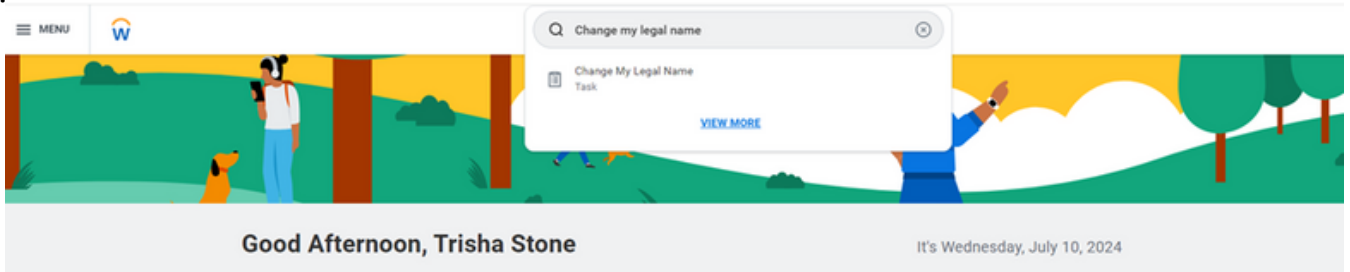 MENU
W
Change my legal name
Change My Legal Name
Task
VIEW MORE
Good Afternoon, Trisha Stone
It's Wednesday, July 10, 2024